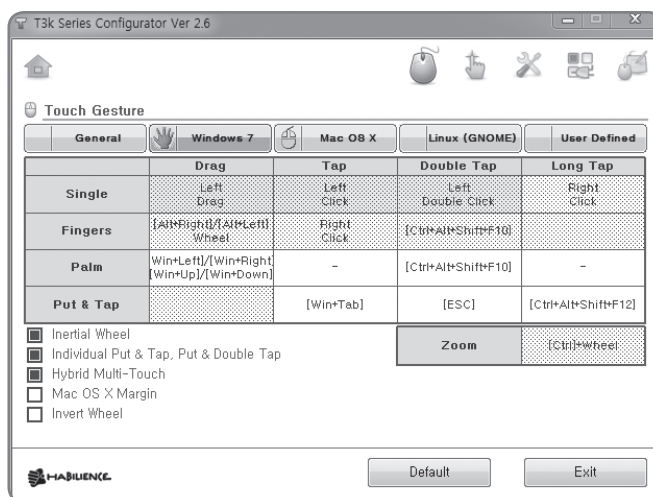 T3k Series Configurator Ver 2.6
Touch Gesture
General Windows 7 Mac OS X Linux (GNOME) User Defined
Drag Tap Double Tap Long Tap
Single Left Drag Left Click Left Double Click Right Click
Fingers [Alt+Right]/[Alt+Left] Wheel Right Click [Ctrl+Alt+Shift+F10]
Palm Win+Left]/[Win+Right] [Win+Up]/[Win+Down] - [Ctrl+Alt+Shift+F10] -
Put & Tap [Win+Tab] [ESC] [Ctrl+Alt+Shift+F12]
Inertial Wheel
Individual Put & Tap, Put & Double Tap
Hybrid Multi-Touch
Mac OS X Margin
Invert Wheel
Zoom [Ctrl]+Wheel
HABILIENCE
Default Exit